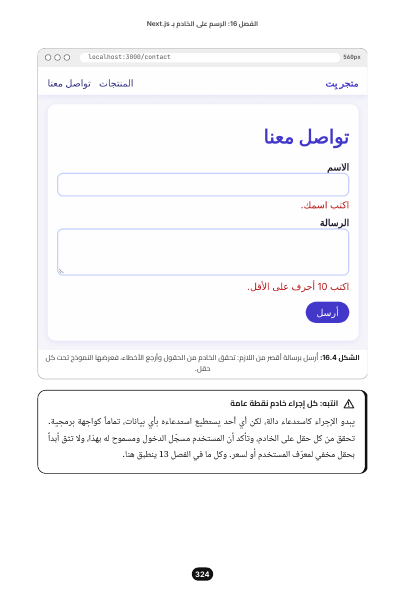 الفصل 16: الرسم على الخادم بـ Next.js
localhost:3000/contact
560px
متجر بِت
المنتجات
تواصل معنا
تواصل معنا
الاسم
اكتب اسمك.
الرسالة
اكتب 10 أحرف على الأقل.
أرسل
الشكل 16.4: أُرسل برسالة أقصر من اللازم: تحقق الخادم من الحقول وأرجع الأخطاء، فعرضها النموذج تحت كل
حقل.
انتبه: كل إجراء خادم نقطة عامة
يبدو الإجراء كاستدعاء دالة، لكن أي أحد يستطيع استدعاءه بأي بيانات، تماماً كواجهة برمجية.
تحقق من كل حقل على الخادم، وتأكد أن المستخدم مسجّل الدخول ومسموح له بهذا، ولا تثق أبداً
بحقل مخفي لمعرّف المستخدم أو لسعر. وكل ما في الفصل 13 ينطبق هنا.
324